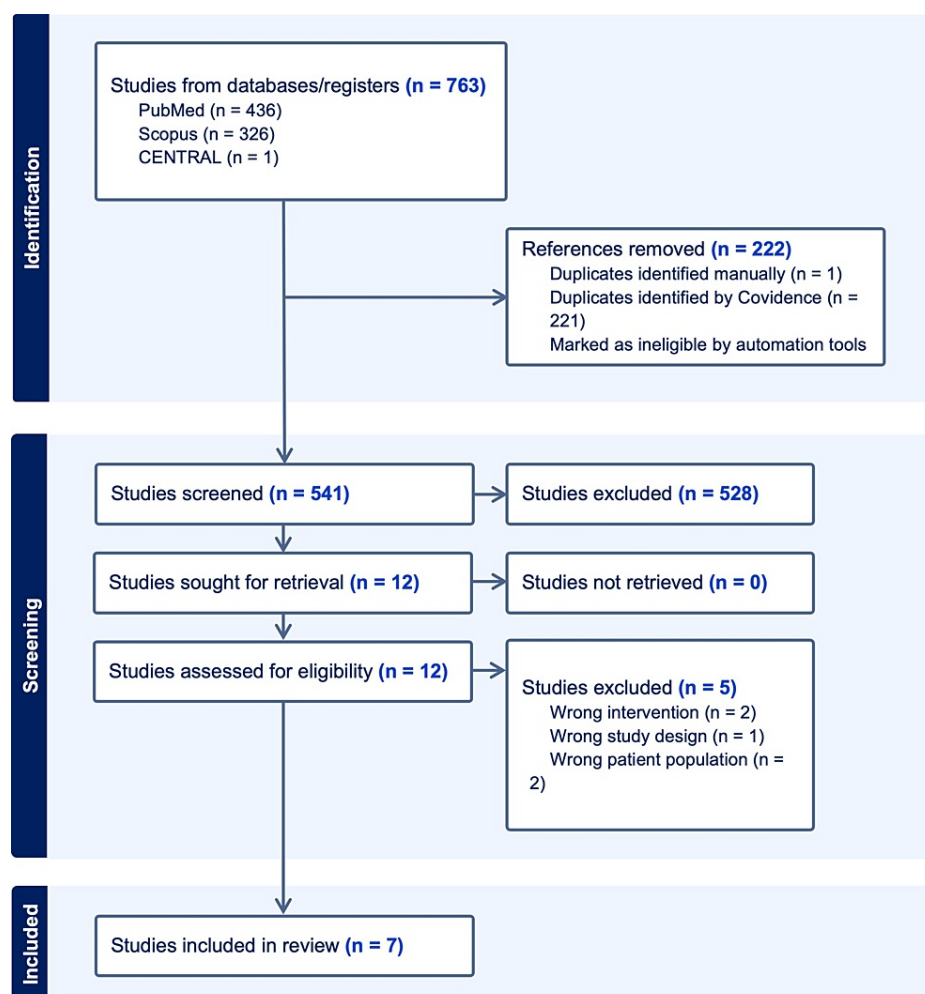 Identification
Studies from databases/registers (n = 763)
PubMed (n = 436)
Scopus (n = 326)
CENTRAL (n = 1)
References removed (n = 222)
Duplicates identified manually (n = 1)
Duplicates identified by Covidence (n =
221)
Marked as ineligible by automation tools
Screening
Studies screened (n = 541)
Studies excluded (n = 528)
Studies sought for retrieval (n = 12)
Studies not retrieved (n = 0)
Studies assessed for eligibility (n = 12)
Studies excluded (n = 5)
Wrong intervention (n = 2)
Wrong study design (n = 1)
Wrong patient population (n =
2)
Included
Studies included in review (n = 7)